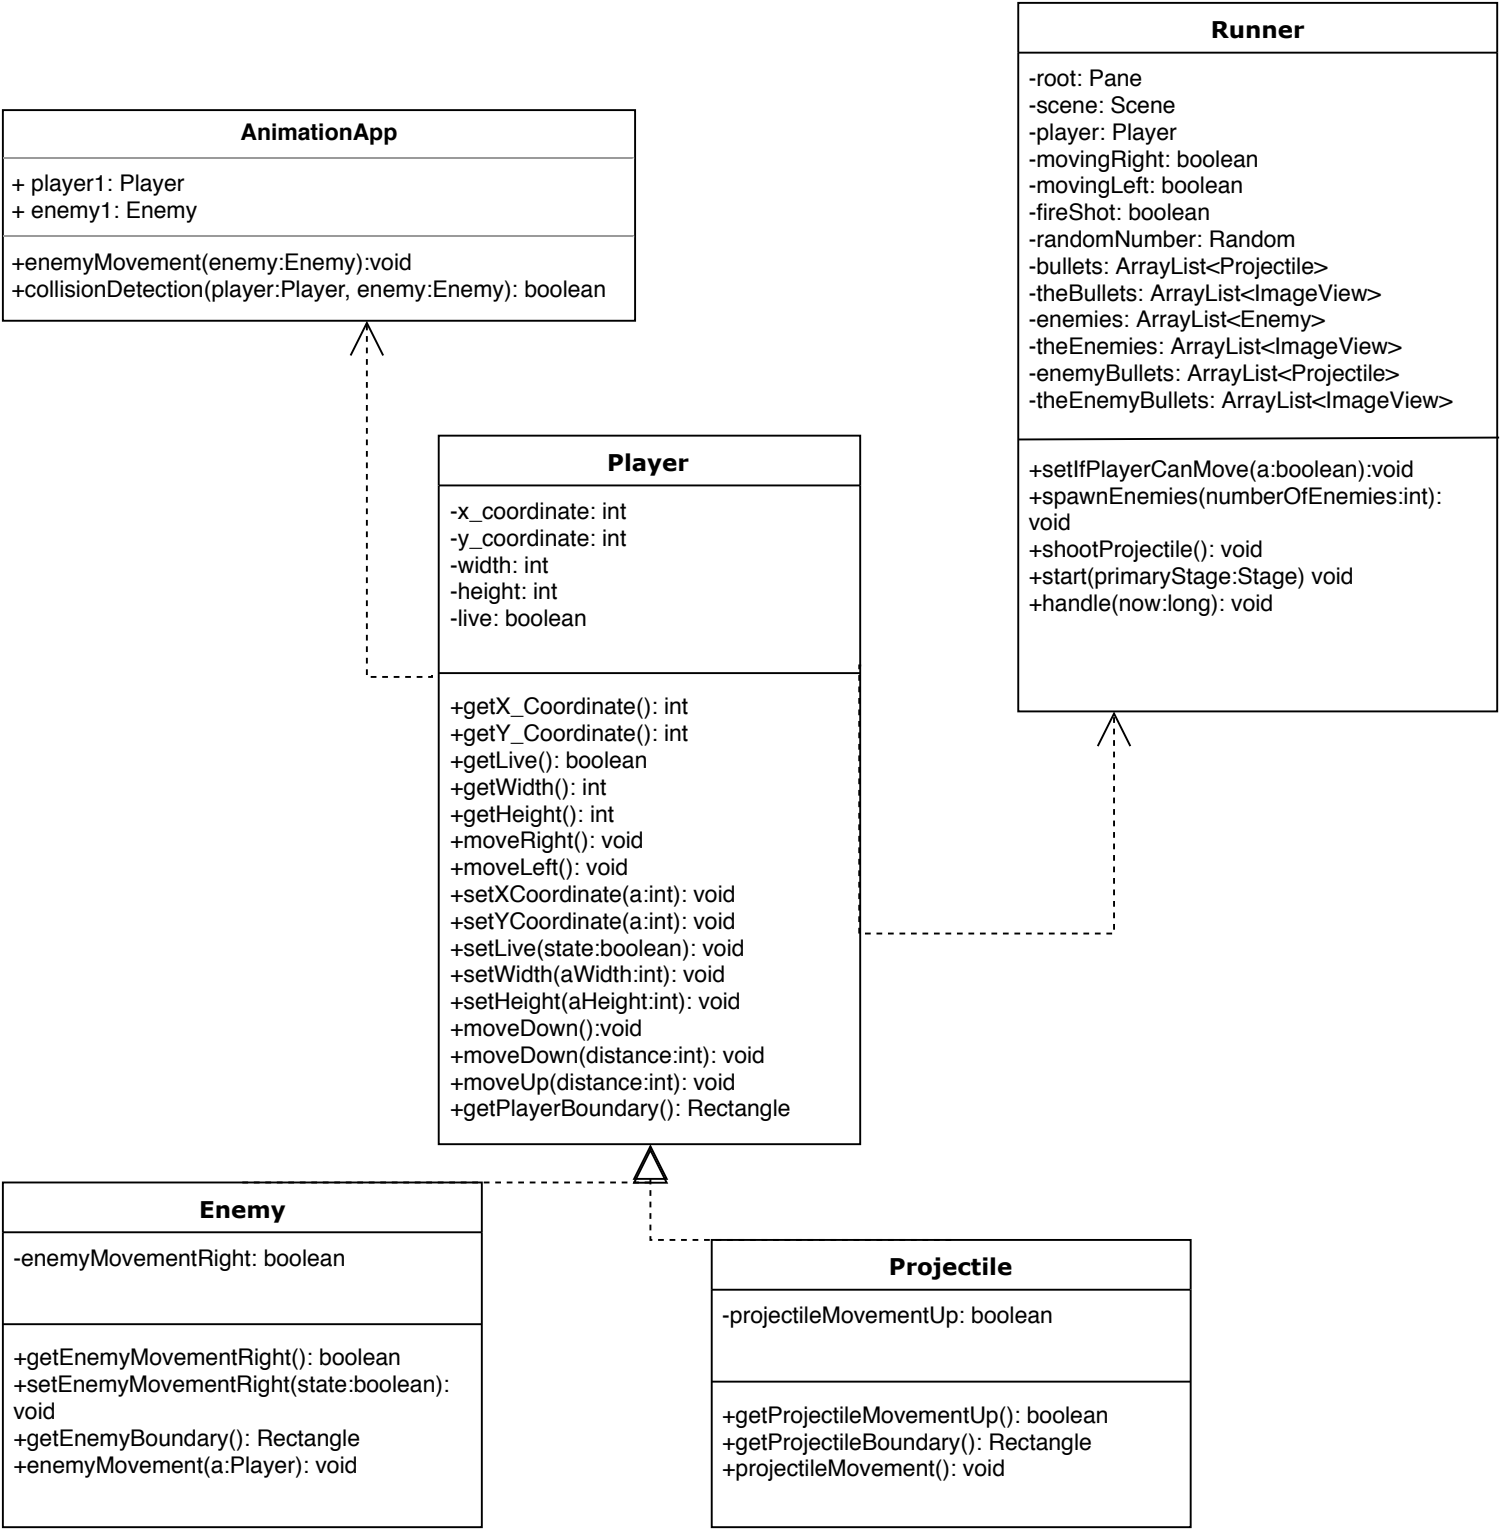 Runner
-root: Pane
-scene: Scene
-player: Player
-movingRight: boolean
-movingLeft: boolean
-fireShot: boolean
-randomNumber: Random
-bullets: ArrayList<Projectile>
-theBullets: ArrayList<ImageView>
-enemies: ArrayList<Enemy>
-theEnemies: ArrayList<ImageView>
-enemyBullets: ArrayList<Projectile>
-theEnemyBullets: ArrayList<ImageView>
+setIfPlayerCanMove(a:boolean):void
+spawnEnemies(numberOfEnemies:int):
void
+shootProjectile(): void
+start(primaryStage:Stage) void
+handle(now:long): void
AnimationApp
+ player1: Player
+ enemy1: Enemy
+enemyMovement(enemy:Enemy):void
+collisionDetection(player:Player, enemy:Enemy): boolean
Player
-x_coordinate: int
-y_coordinate: int
-width: int
-height: int
-live: boolean
+getX_Coordinate(): int
+getY_Coordinate(): int
+getLive(): boolean
+getWidth(): int
+getHeight(): int
+moveRight(): void
+moveLeft(): void
+setXCoordinate(a:int): void
+setYCoordinate(a:int): void
+setLive(state:boolean): void
+setWidth(aWidth:int): void
+setHeight(aHeight:int): void
+moveDown():void
+moveDown(distance:int): void
+moveUp(distance:int): void
+getPlayerBoundary(): Rectangle
Enemy
-enemyMovementRight: boolean
+getEnemyMovementRight(): boolean
+setEnemyMovementRight(state:boolean):
void
+getEnemyBoundary(): Rectangle
+enemyMovement(a:Player): void
Projectile
-projectileMovementUp: boolean
+getProjectileMovementUp(): boolean
+getProjectileBoundary(): Rectangle
+projectileMovement(): void